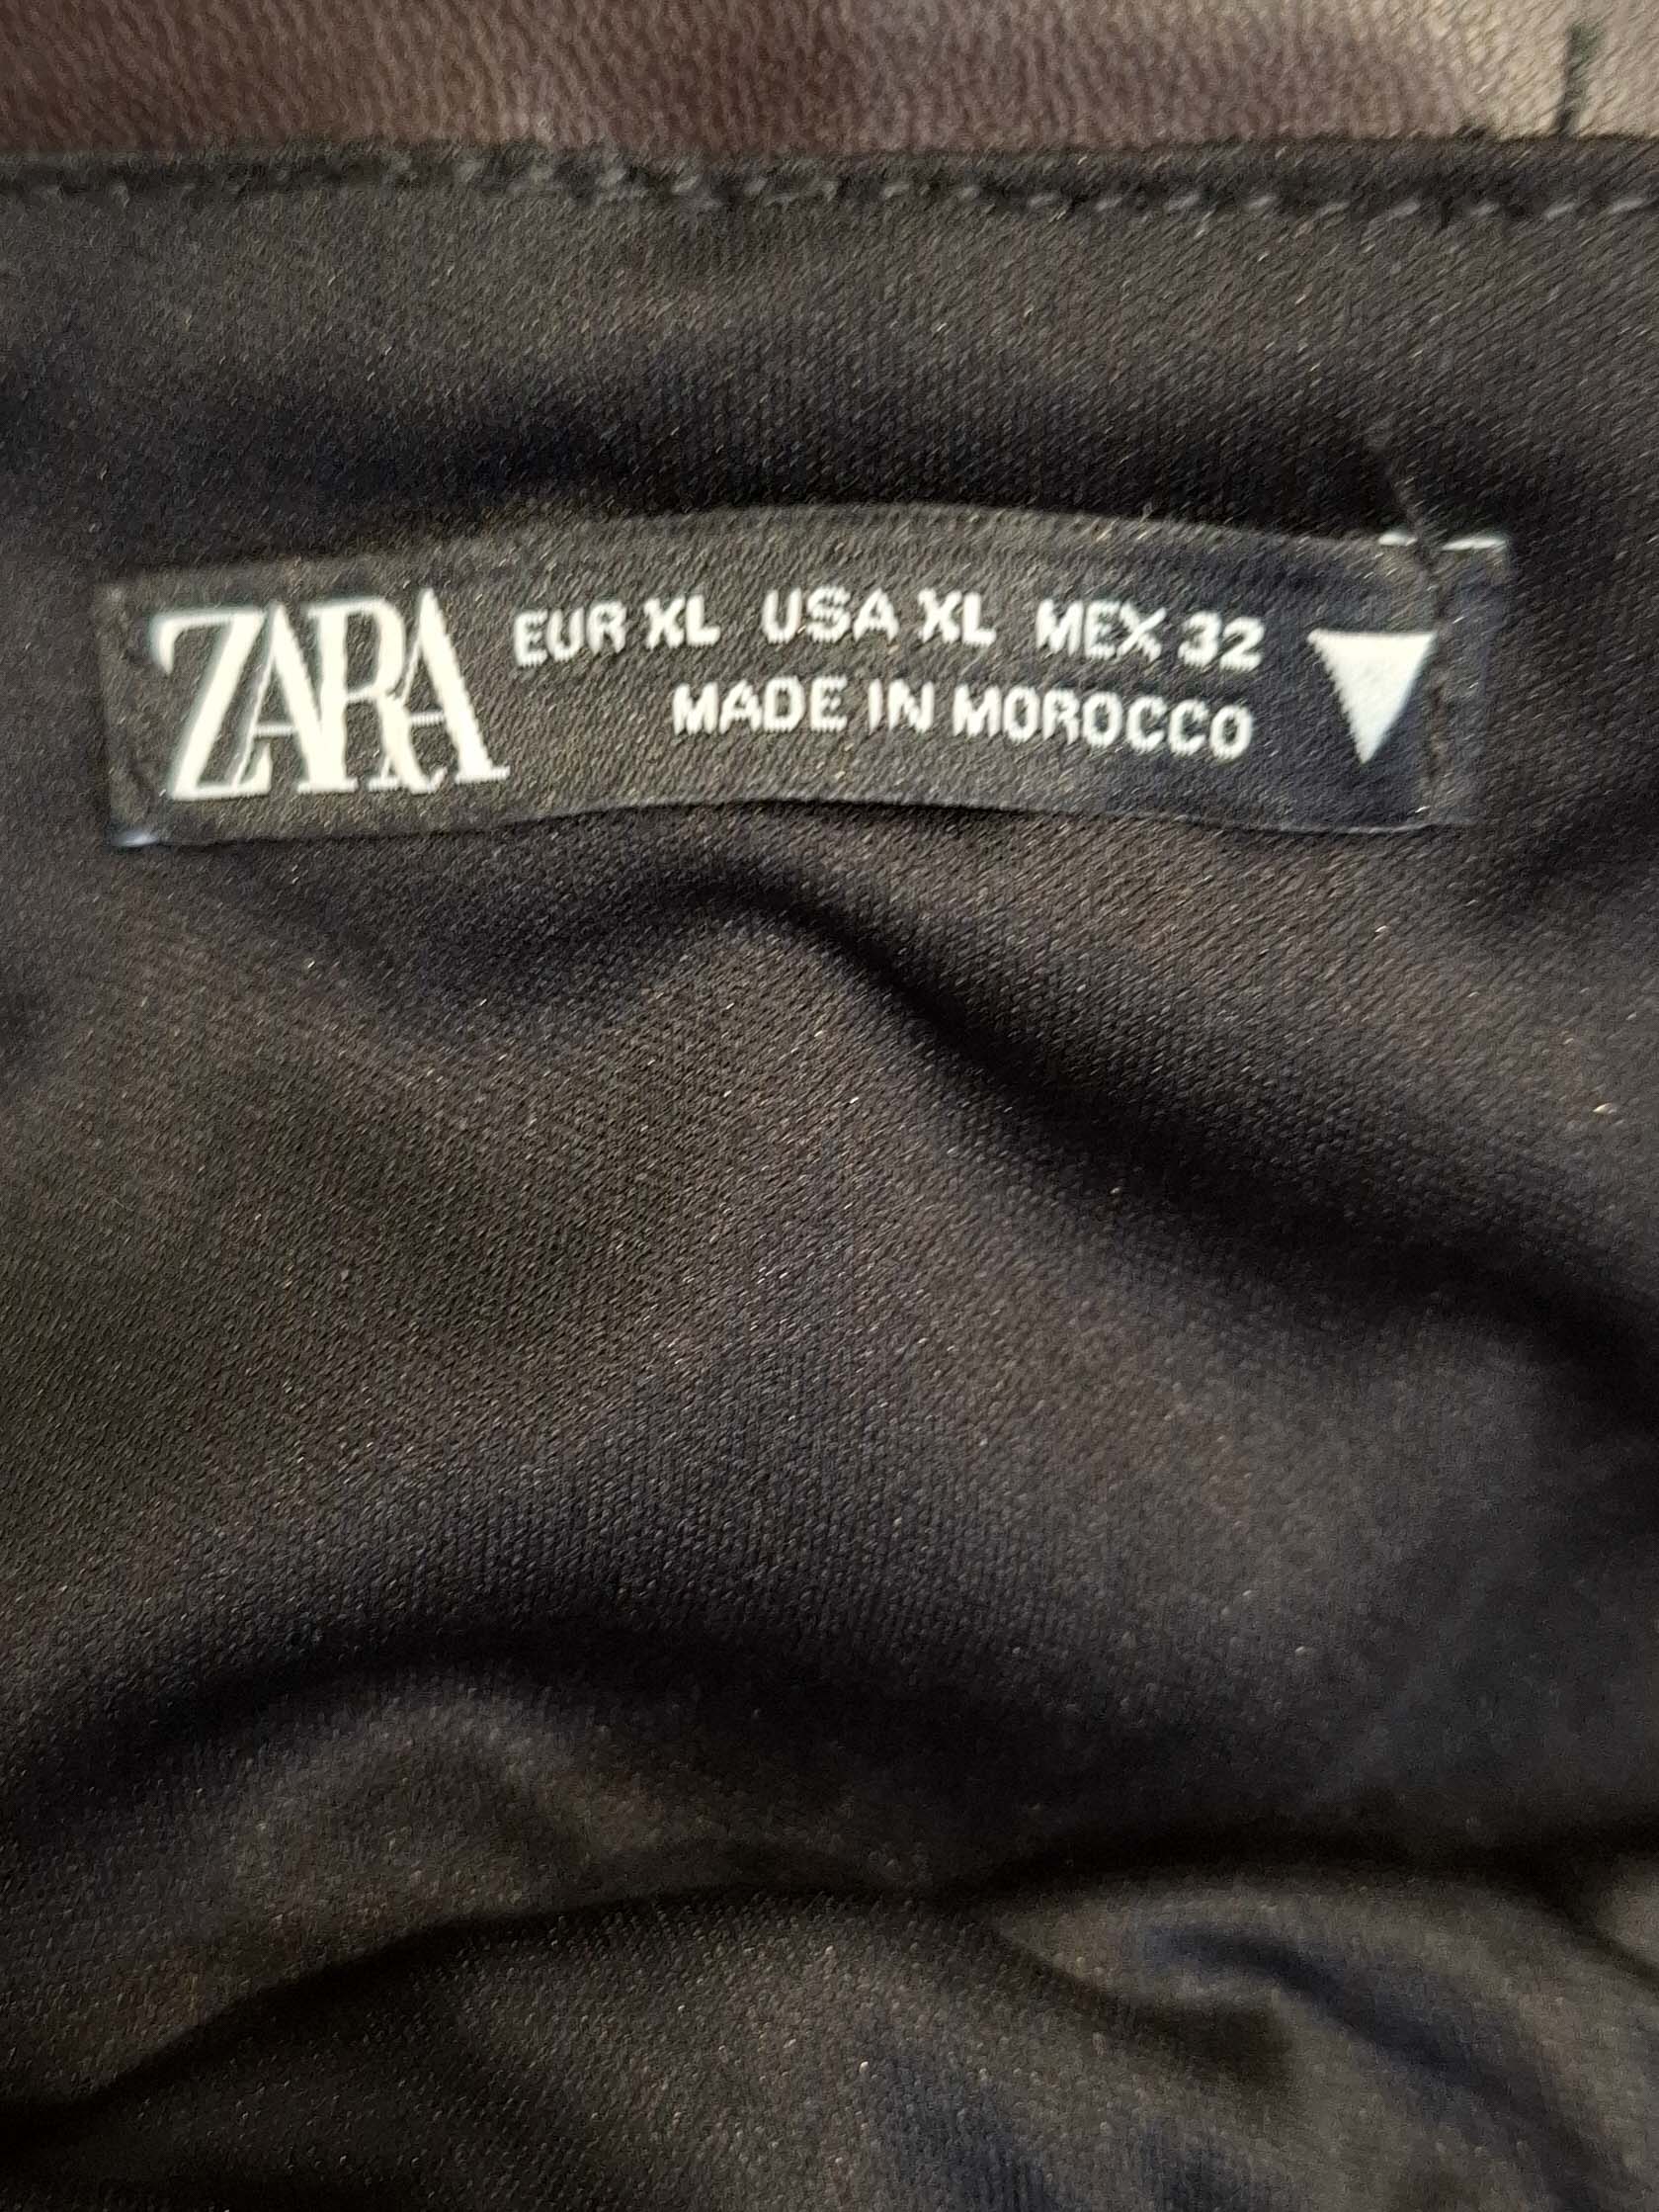 ZARA EUR XL USA XL MEX 32
MADE IN MOROCCO